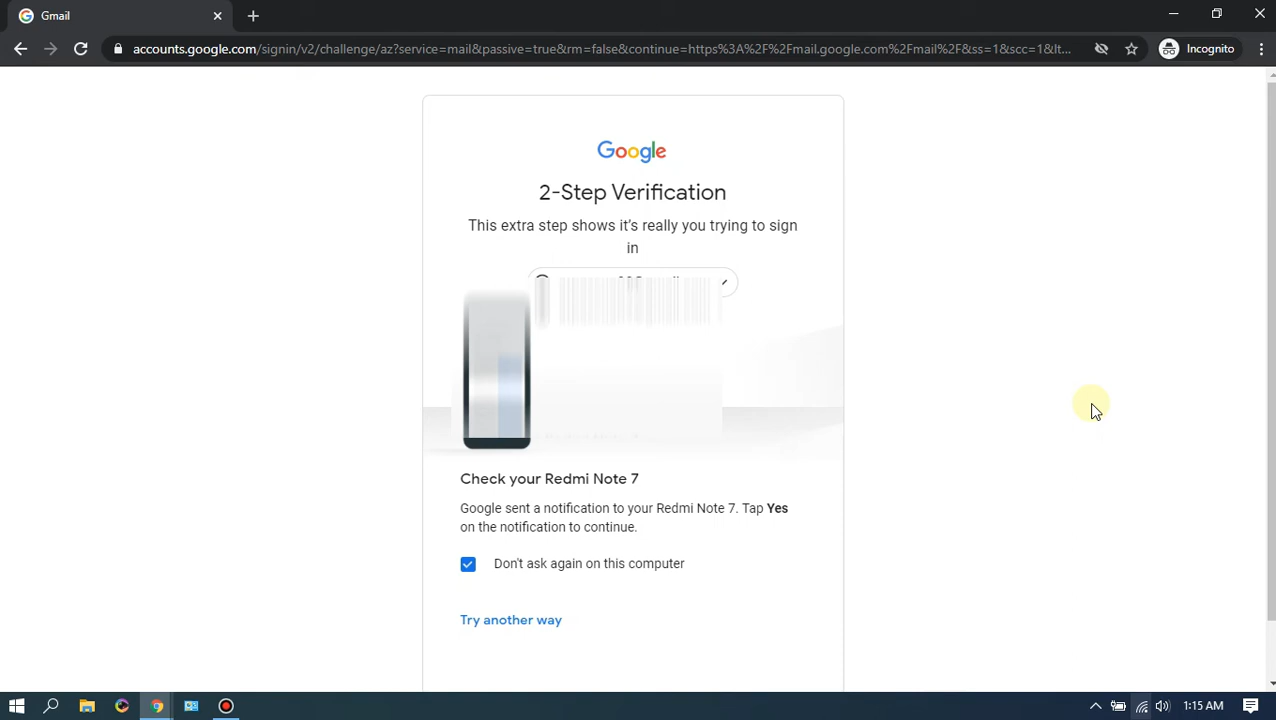 Gmail
accounts.google.com/signin/v2/challenge/az?service=mail&passive=true&rm=false&continue=https%3A%2F%2Fmail.google.com%2Fmail%2F&ss=1&scc=1&lt...
Incognito
Google
2-Step Verification
This extra step shows it's really you trying to sign
in
Check your Redmi Note 7
Google sent a notification to your Redmi Note 7. Tap Yes
on the notification to continue.
Don't ask again on this computer
Try another way
1:15 AM